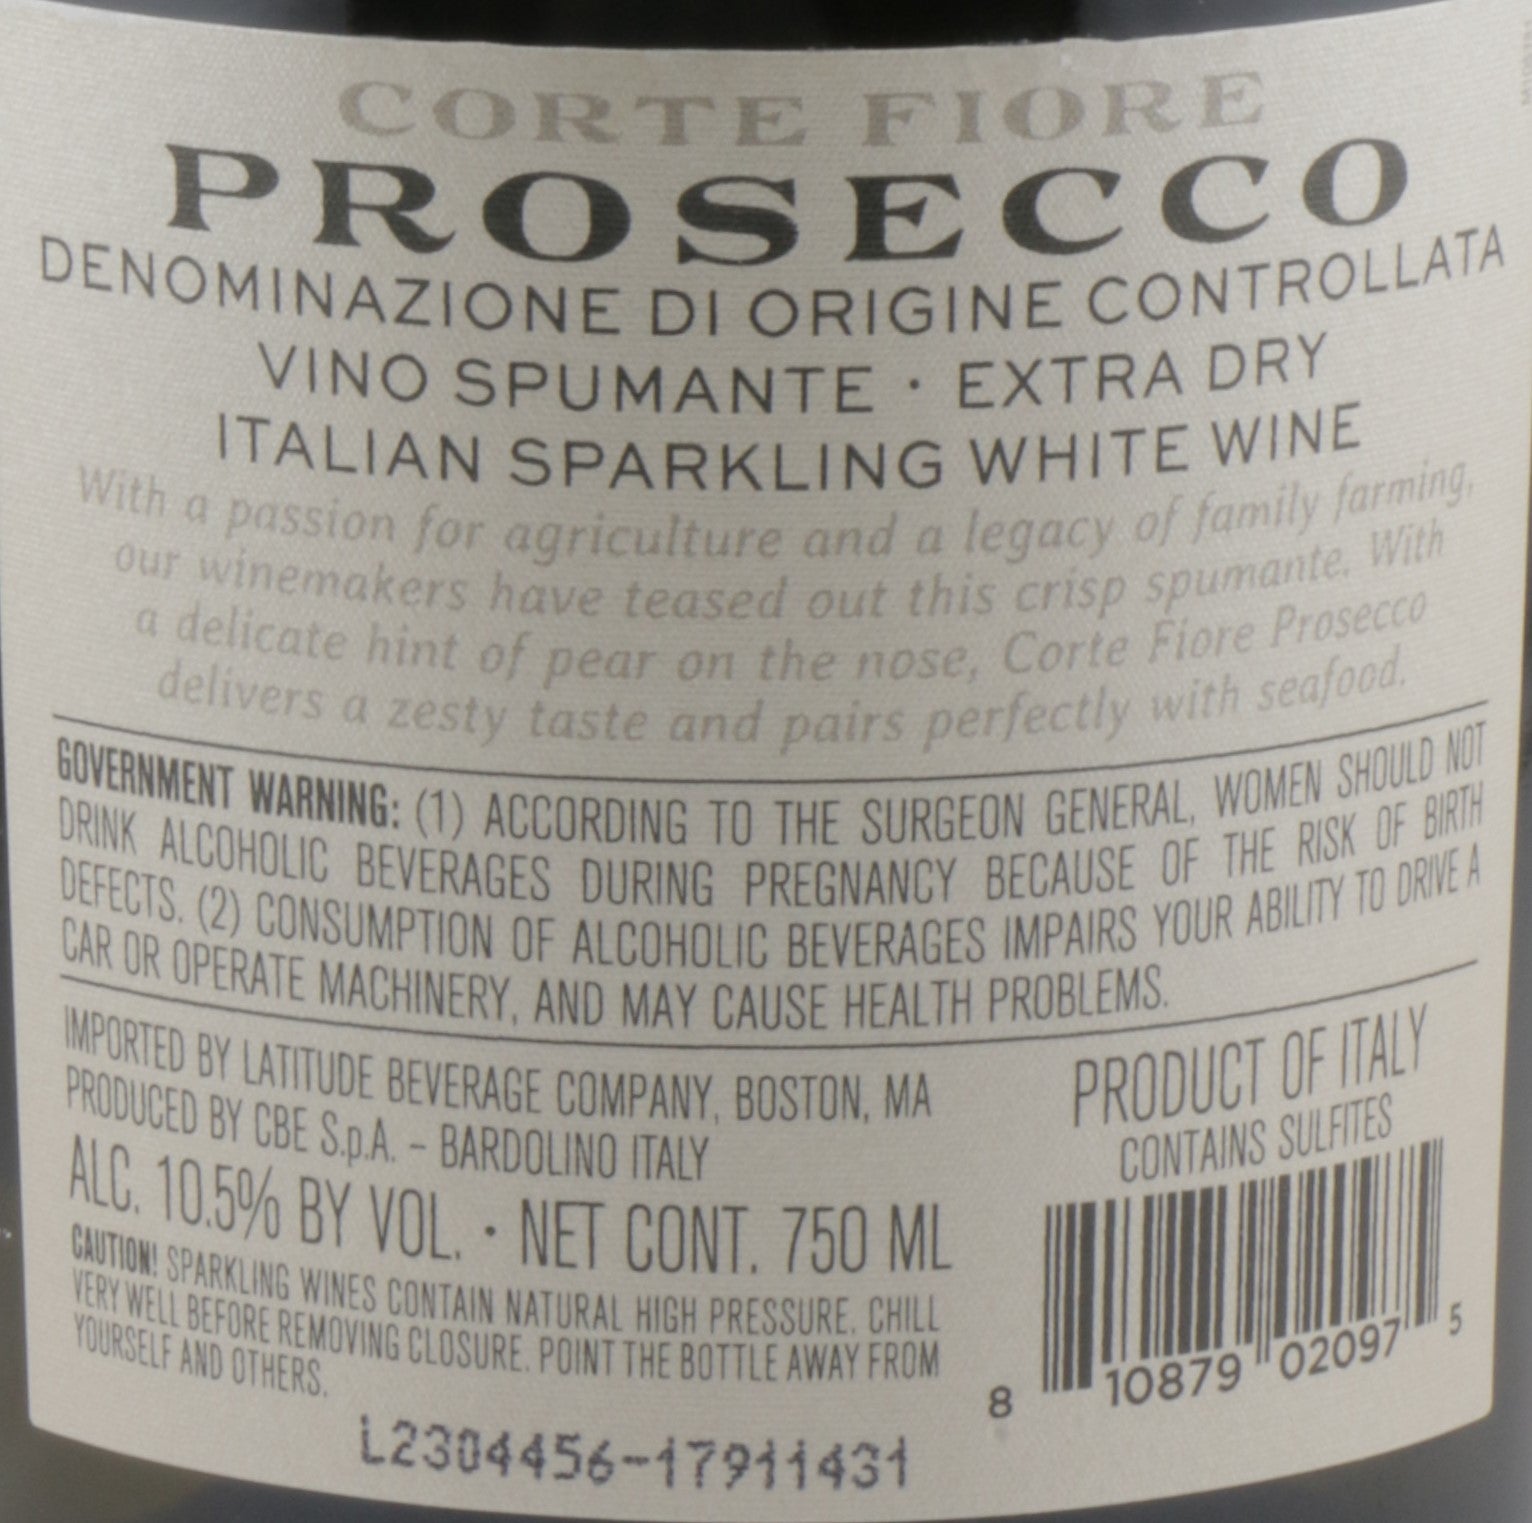 CORTE FIORE
PROSECCO
DENOMINAZIONE DI ORIGINE CONTROLLATA
VINO SPUMANTE · EXTRA DRY
ITALIAN SPARKLING WHITE WINE
With a passion for agriculture and a legacy of family farming,
our winemakers have teased out this crisp spumante. With
a delicate hint of pear on the nose, Corte Fiore Prosecco
delivers a zesty taste and pairs perfectly with seafood.
GOVERNMENT WARNING: (1) ACCORDING TO THE SURGEON GENERAL, WOMEN SHOULD NOT
DRINK ALCOHOLIC BEVERAGES DURING PREGNANCY BECAUSE OF THE RISK OF BIRTH
DEFECTS. (2) CONSUMPTION OF ALCOHOLIC BEVERAGES IMPAIRS YOUR ABILITY TO DRIVE A
CAR OR OPERATE MACHINERY, AND MAY CAUSE HEALTH PROBLEMS.
IMPORTED BY LATITUDE BEVERAGE COMPANY, BOSTON, MA
PRODUCED BY CBE S.p.A. – BARDOLINO ITALY
ALC. 10.5% BY VOL. · NET CONT. 750 ML
CAUTION! SPARKLING WINES CONTAIN NATURAL HIGH PRESSURE. CHILL
VERY WELL BEFORE REMOVING CLOSURE. POINT THE BOTTLE AWAY FROM
YOURSELF AND OTHERS.
PRODUCT OF ITALY
CONTAINS SULFITES
8 10879 02097 5
L2304456-17911431